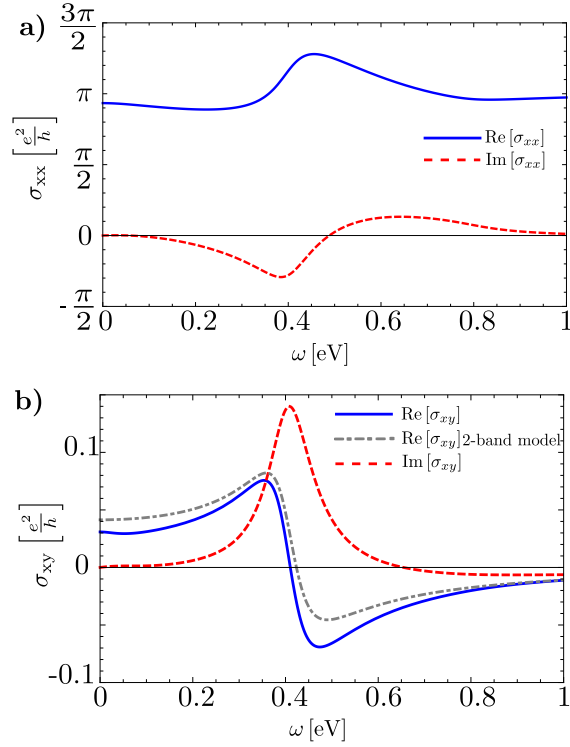 a)
3π/2
π
π/2
0
-π/2
σxx [e²/h]
Re[σxx]
Im[σxx]
0 0.2 0.4 0.6 0.8 1
ω [eV]
b)
0.1
0
-0.1
σxy [e²/h]
Re[σxy]
Re[σxy]2-band model
Im[σxy]
0 0.2 0.4 0.6 0.8 1
ω [eV]